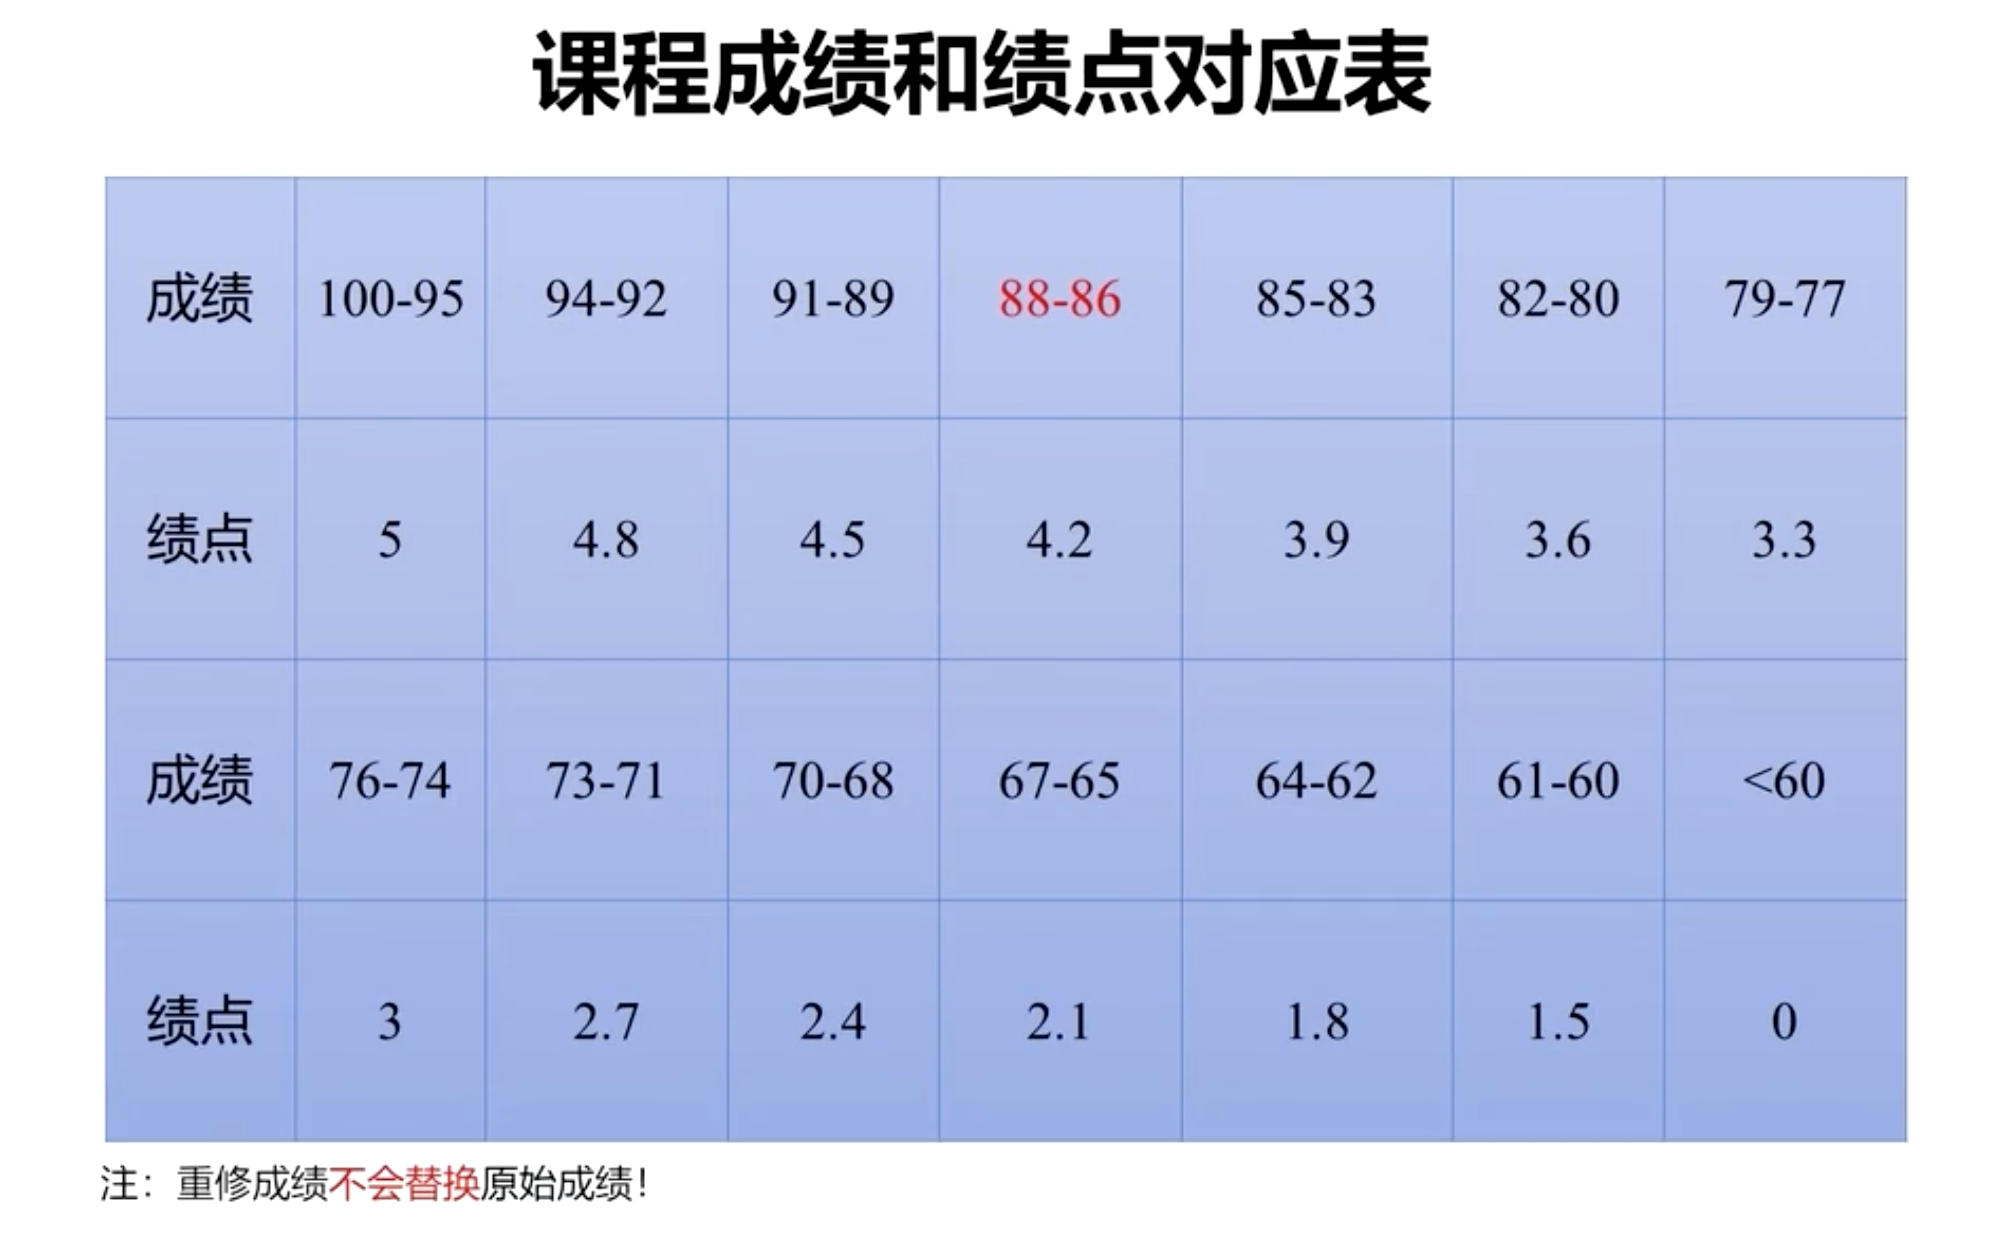 课程成绩和绩点对应表
成绩 100-95 94-92 91-89 88-86 85-83 82-80 79-77
绩点 5 4.8 4.5 4.2 3.9 3.6 3.3
成绩 76-74 73-71 70-68 67-65 64-62 61-60 <60
绩点 3 2.7 2.4 2.1 1.8 1.5 0
注：重修成绩不会替换原始成绩！